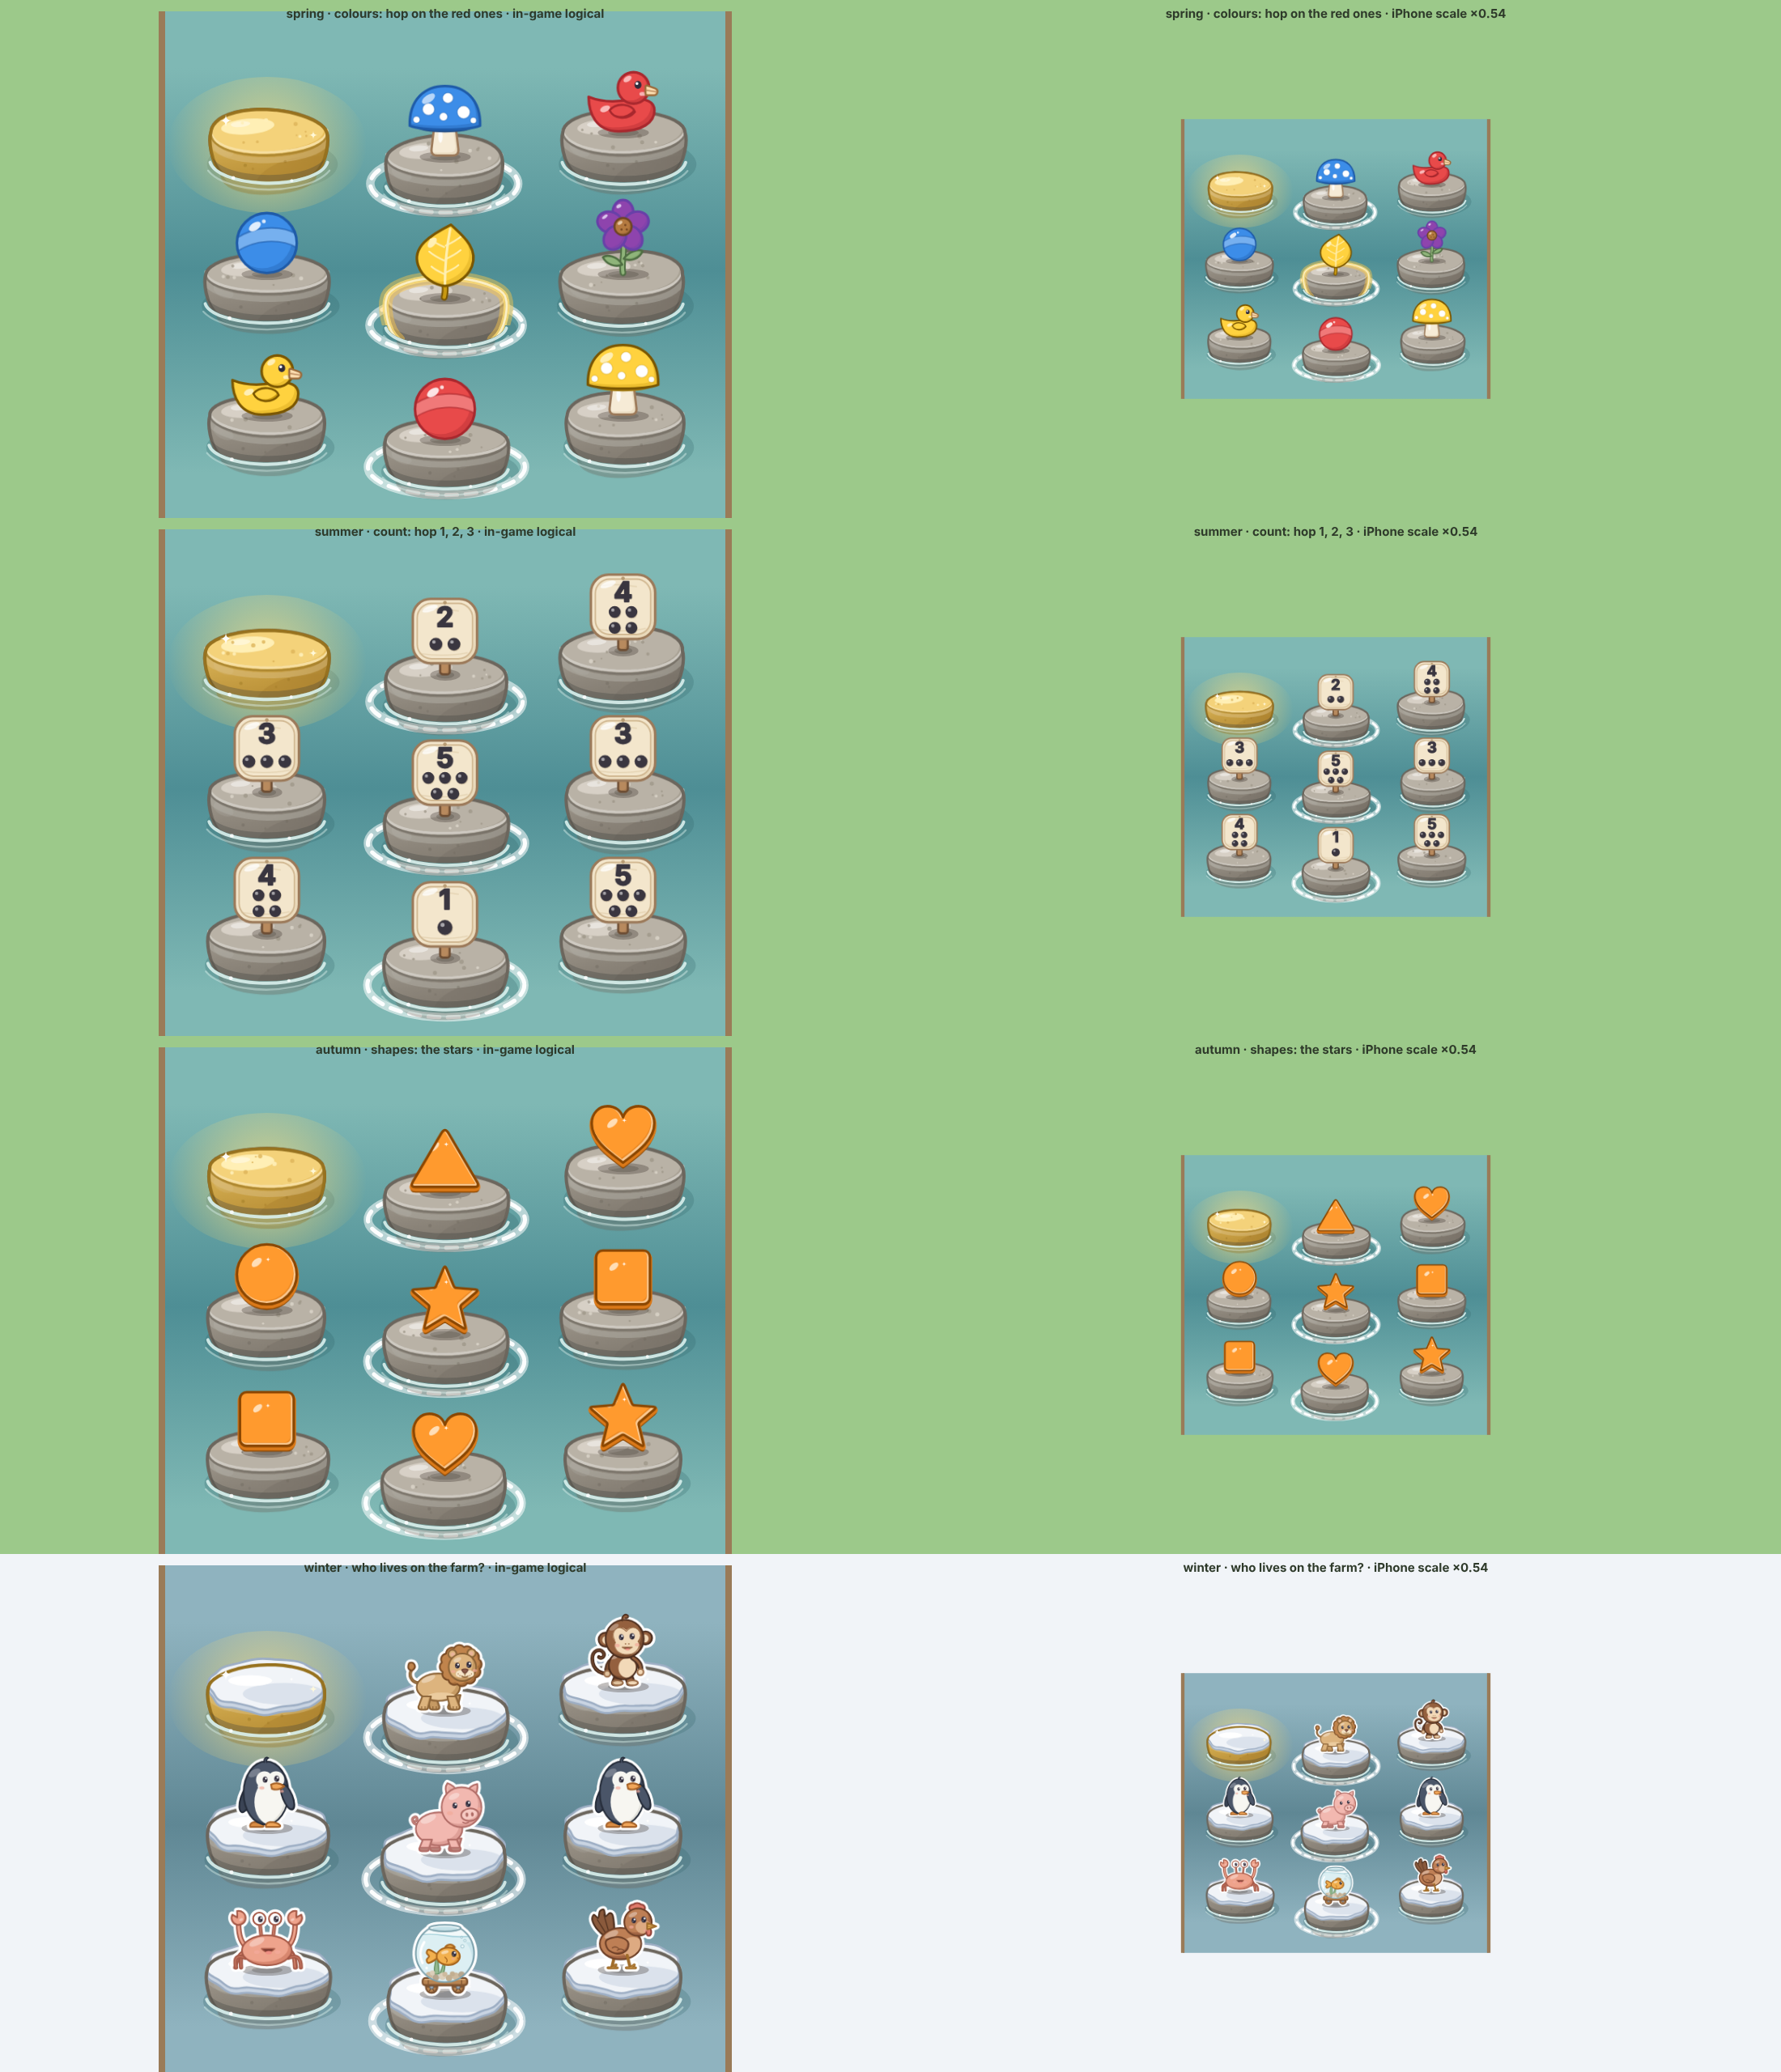 spring · colours: hop on the red ones · in-game logical
spring · colours: hop on the red ones · iPhone scale ×0.54
summer · count: hop 1, 2, 3 · in-game logical
summer · count: hop 1, 2, 3 · iPhone scale ×0.54
4
2
3
3
5
4
5
1
4
2
3
3
5
4
5
1
autumn · shapes: the stars · in-game logical
autumn · shapes: the stars · iPhone scale ×0.54
winter · who lives on the farm? · in-game logical
winter · who lives on the farm? · iPhone scale ×0.54